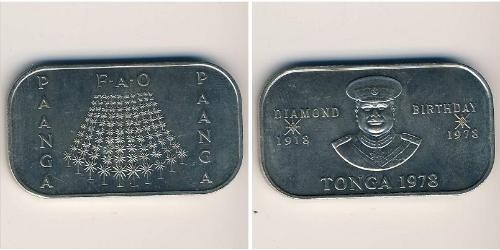 F·A·O
PAANGA
PAANGA
DIAMOND BIRTHDAY
1918 1978
TONGA 1978